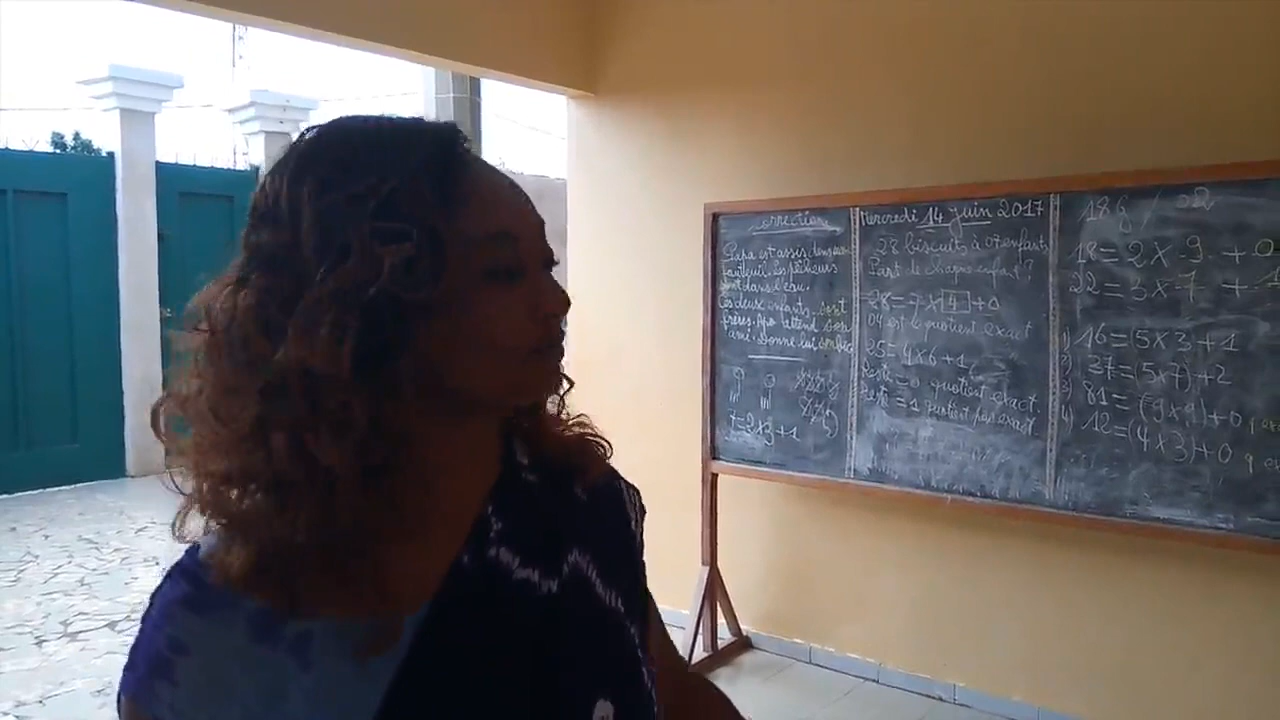 Correction
Papa est assis dans son
fauteuil. Les pêcheurs
sont dans l'eau.
Ces deux enfants sont
frères. Apo attend son
ami. Donne lui son
7=2x3+1
Mercredi 14 juin 2017
28 biscuits à 07 enfants
Part de chaque enfant?
28=7x4+0
04 est le quotient exact
25=4x6+1
Reste=0 quotient exact.
Reste=1 quotient pas exact.
18=2x9+0
22=3x7+1
1) 16=(5x3+1
2) 37=(5x7)+2
3) 81=(9x9)+0
4) 12=(4x3)+0